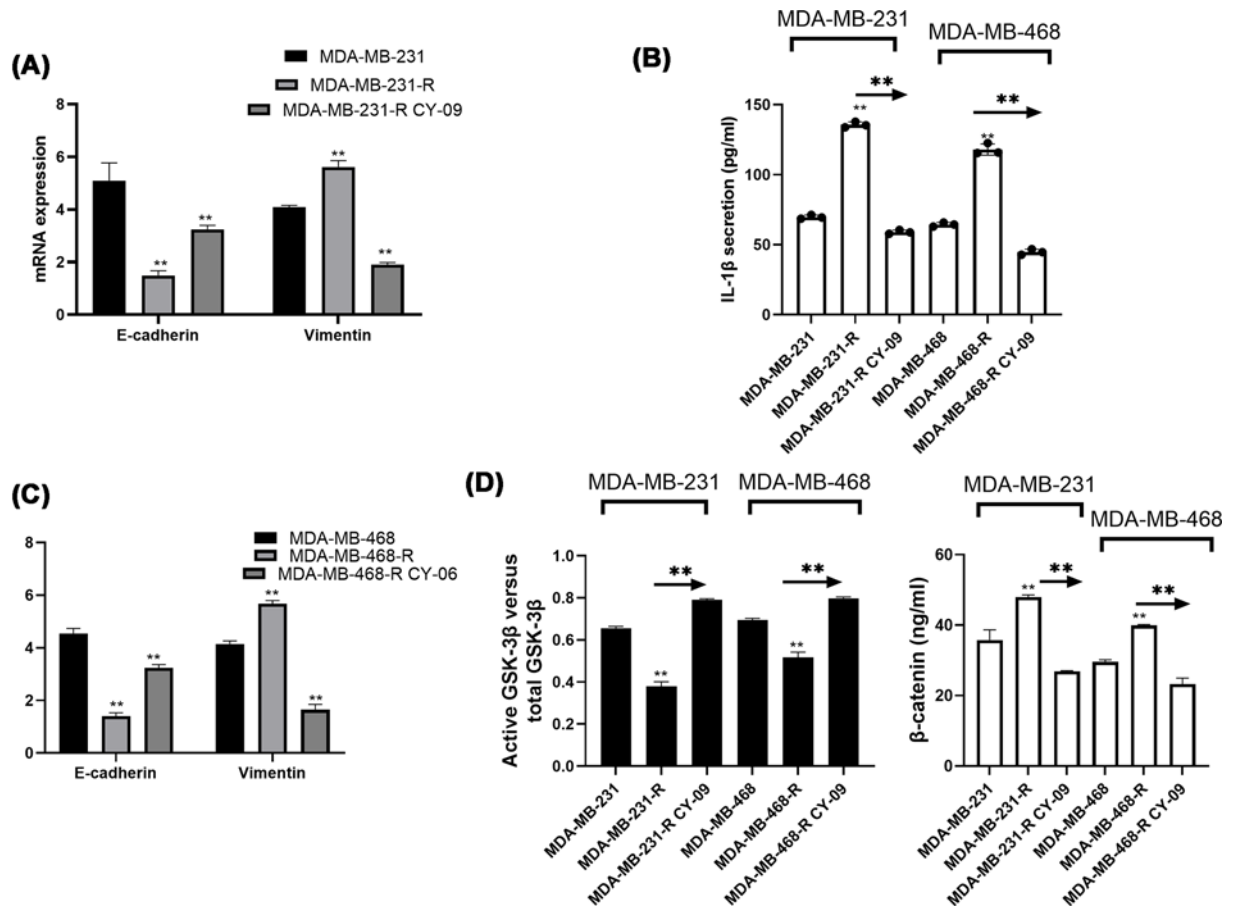 (A)
MDA-MB-231
MDA-MB-231-R
MDA-MB-231-R CY-09
mRNA expression
8
6
4
2
0
**
**
**
**
E-cadherin
Vimentin
(B)
MDA-MB-231
MDA-MB-468
IL-1β secretion (pg/ml)
150
100
50
0
**
**
**
**
MDA-MB-231
MDA-MB-231-R
MDA-MB-231-R CY-09
MDA-MB-468
MDA-MB-468-R
MDA-MB-468-R CY-09
(C)
MDA-MB-468
MDA-MB-468-R
MDA-MB-468-R CY-06
8
6
4
2
0
**
**
**
**
E-cadherin
Vimentin
(D)
MDA-MB-231
MDA-MB-468
Active GSK-3β versus
total GSK-3β
1.0
0.8
0.6
0.4
0.2
0.0
**
**
**
**
MDA-MB-231
MDA-MB-231-R
MDA-MB-231-R CY-09
MDA-MB-468
MDA-MB-468-R
MDA-MB-468-R CY-09
MDA-MB-231
MDA-MB-468
β-catenin (ng/ml)
60
40
20
0
**
**
**
**
MDA-MB-231
MDA-MB-231-R
MDA-MB-231-R CY-09
MDA-MB-468
MDA-MB-468-R
MDA-MB-468-R CY-09